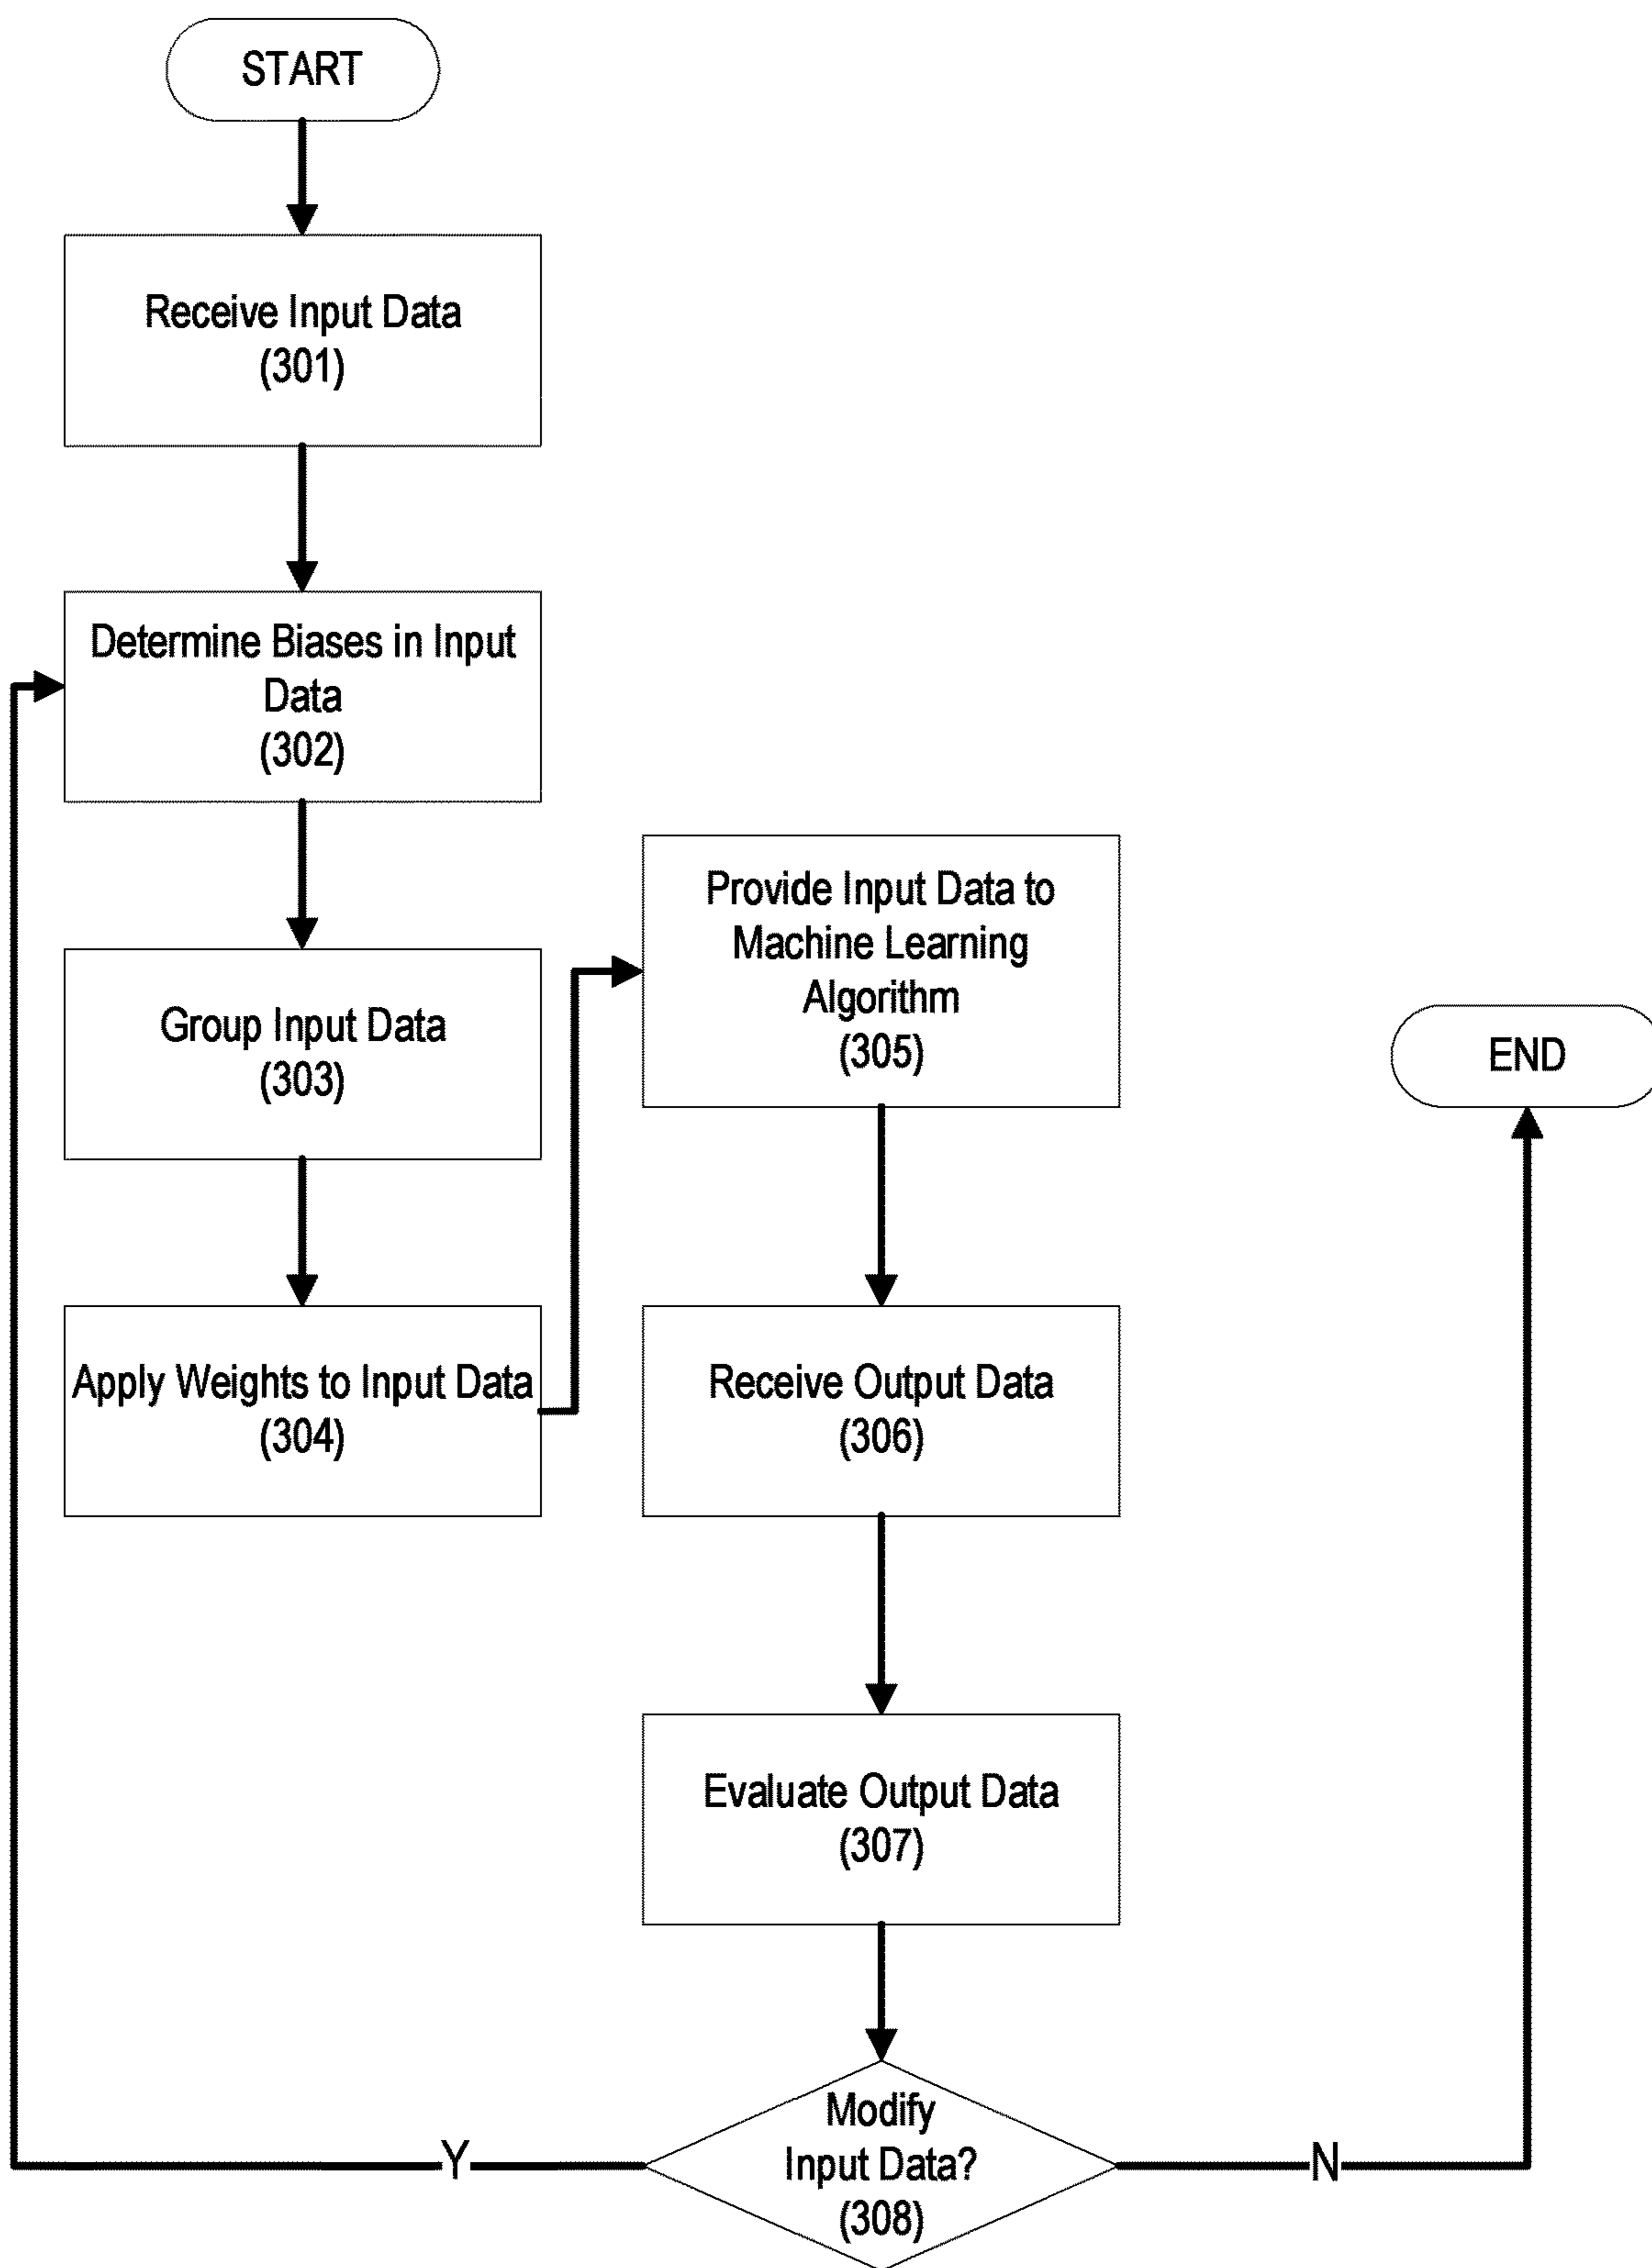 START
Receive Input Data
(301)
Determine Biases in Input
Data
(302)
Group Input Data
(303)
Apply Weights to Input Data
(304)
Provide Input Data to
Machine Learning
Algorithm
(305)
Receive Output Data
(306)
Evaluate Output Data
(307)
Modify
Input Data?
(308)
Y
N
END